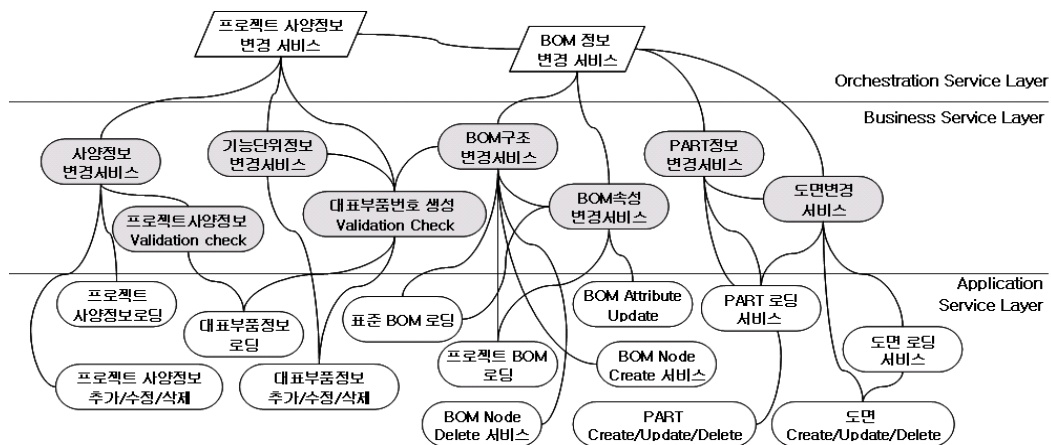 프로젝트 사양정보
변경 서비스
BOM 정보
변경 서비스
Orchestration Service Layer
Business Service Layer
사양정보
변경서비스
기능단위정보
변경서비스
BOM구조
변경서비스
PART정보
변경서비스
프로젝트사양정보
Validation check
대표부품번호 생성
Validation Check
BOM속성
변경서비스
도면변경
서비스
Application
Service Layer
프로젝트
사양정보로딩
대표부품정보
로딩
표준 BOM 로딩
BOM Attribute
Update
PART 로딩
서비스
프로젝트 BOM
로딩
BOM Node
Create 서비스
도면 로딩
서비스
프로젝트 사양정보
추가/수정/삭제
대표부품정보
추가/수정/삭제
BOM Node
Delete 서비스
PART
Create/Update/Delete
도면
Create/Update/Delete